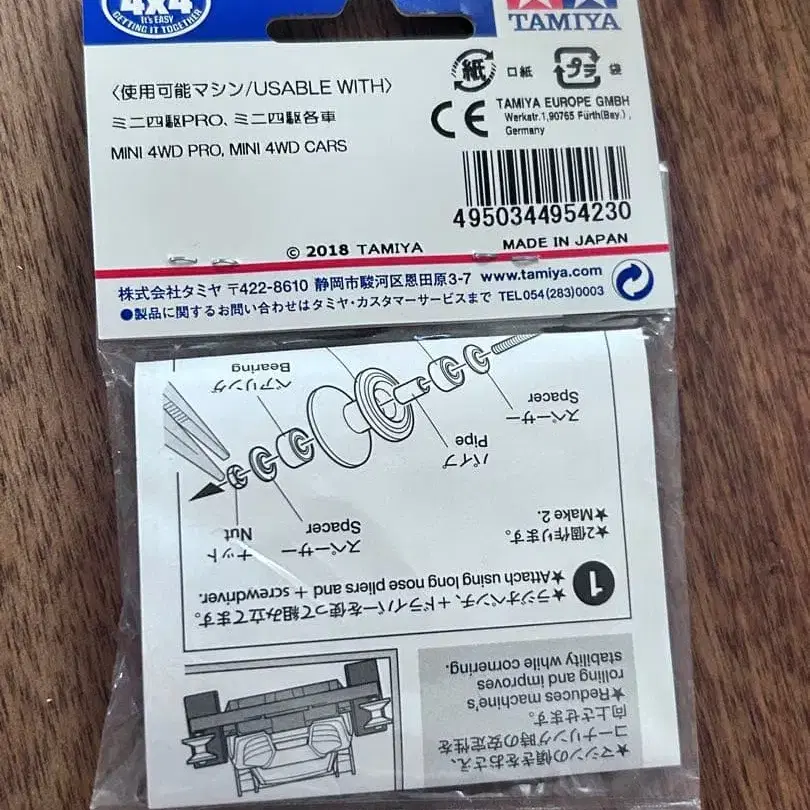 4x4
It's EASY
GETTING IT TOGETHER
TAMIYA
〈使用可能マシン/USABLE WITH〉
ミニ四駆PRO、ミニ四駆各車
MINI 4WD PRO, MINI 4WD CARS
紙 口紙 プラ 袋
CE TAMIYA EUROPE GMBH
Werkstr.1,90765 Fürth(Bay.),
Germany
4950344954230
© 2018 TAMIYA MADE IN JAPAN
株式会社タミヤ 〒422-8610 静岡市駿河区恩田原3-7 www.tamiya.com
●製品に関するお問い合わせはタミヤ・カスタマーサービスまで TEL054(283)0003
★マシンの傾きをおさえ、
コーナリング時の安定性を
向上させます。
★Reduces machine's
rolling and improves
stability while cornering.
1
★ラジオペンチ、+ドライバーを使って組み立てます。
★Attach using long nose pliers and + screwdriver.
★2個作ります。
★Make 2.
スペーサー
Spacer
ナット
Nut
パイプ
Pipe
スペーサー
Spacer
ベアリング
Bearing